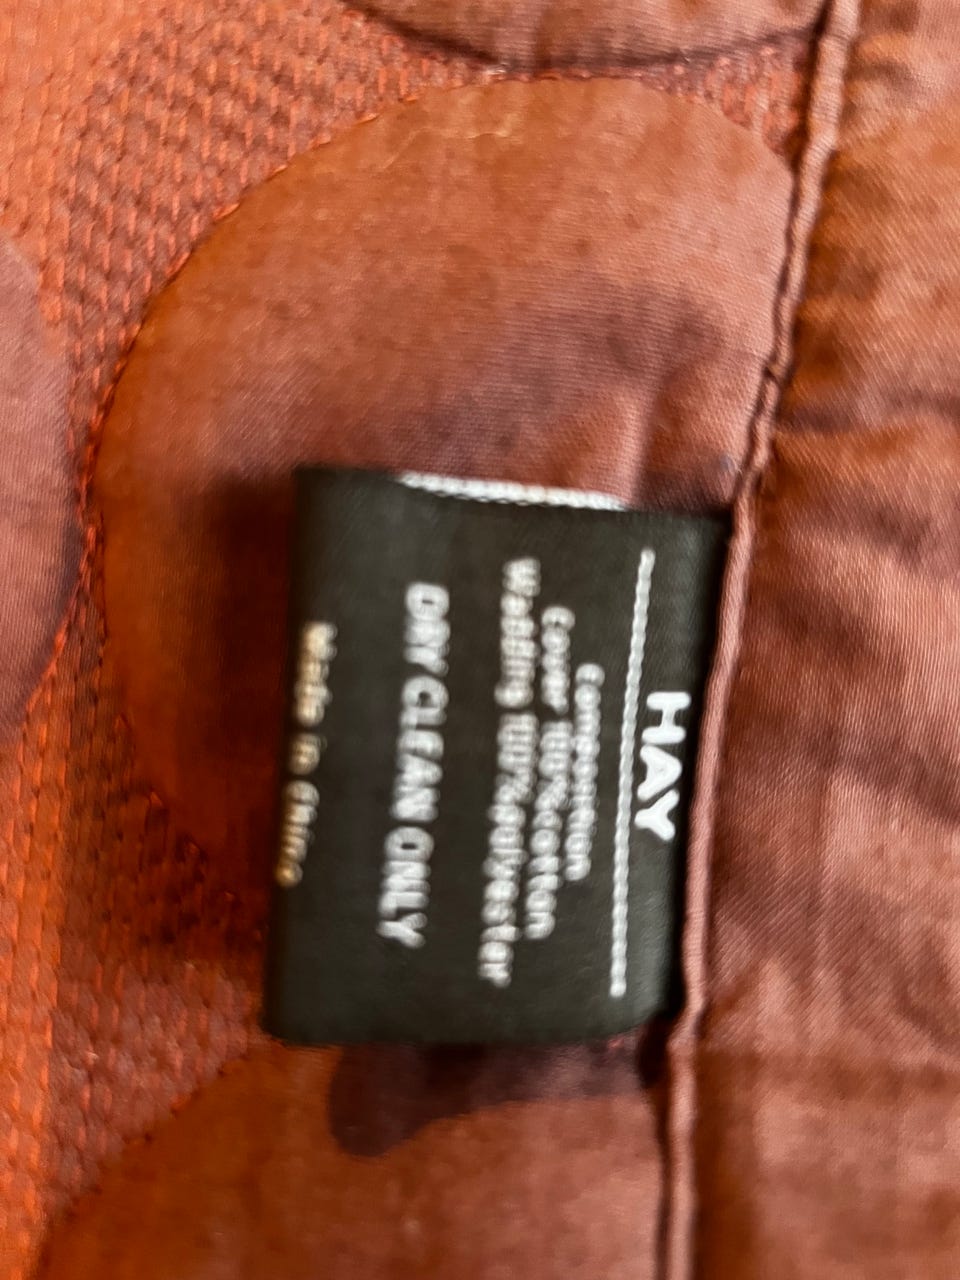 HAY
Composition
Cover 100% cotton
Wadding 100% polyester
DRY CLEAN ONLY
Made in China